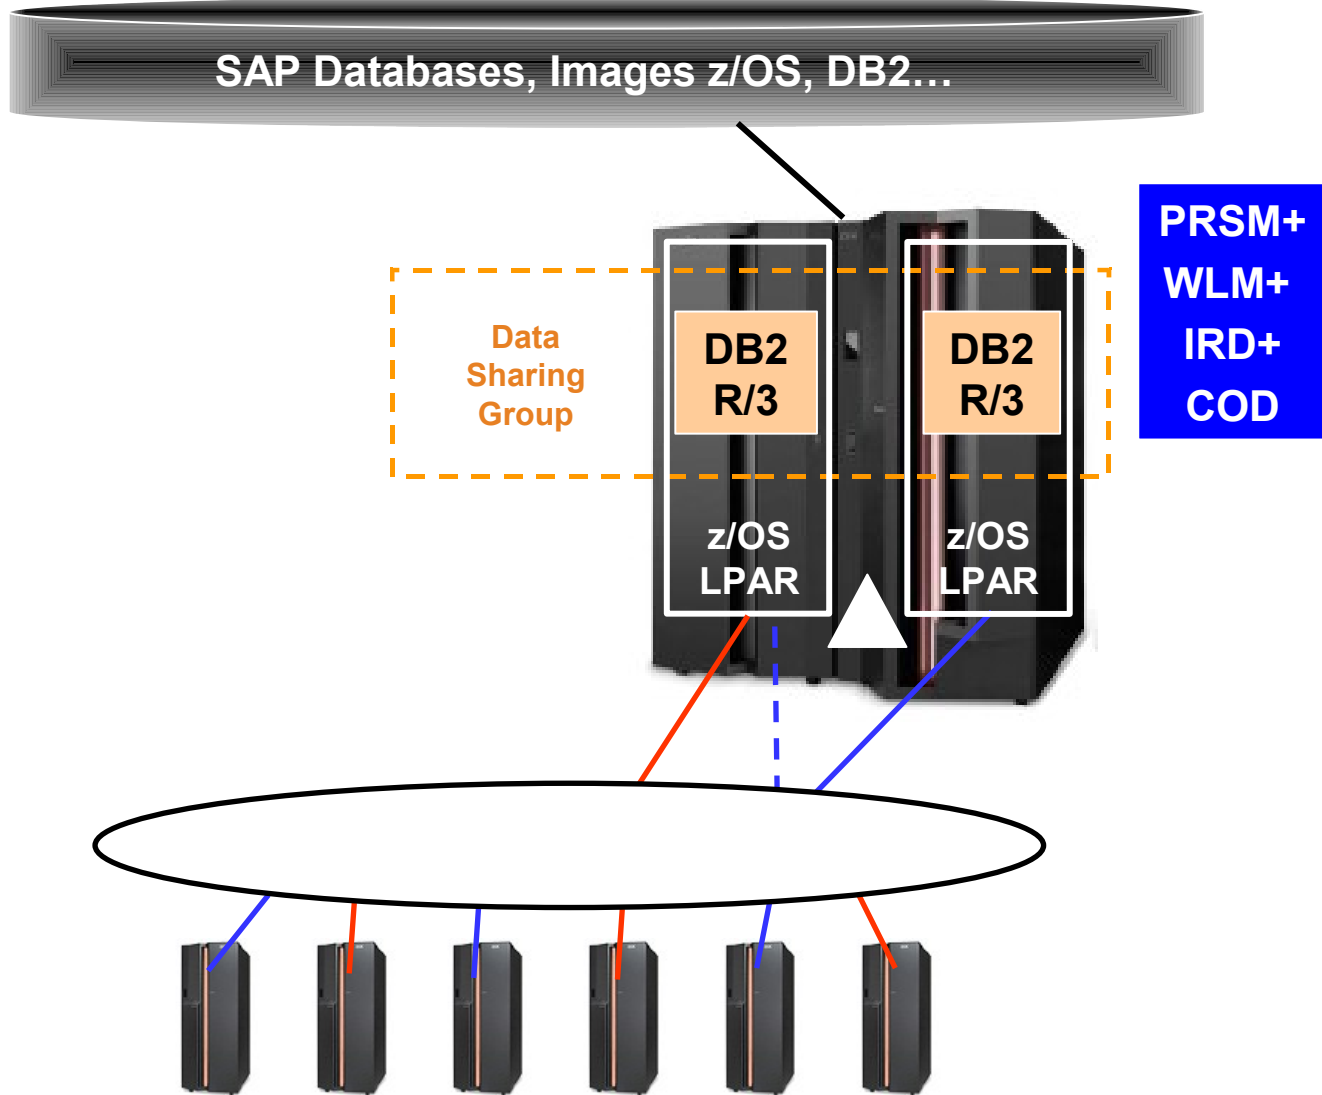 SAP Databases, Images z/OS, DB2…
PRSM+
WLM+
IRD+
COD
Data
Sharing
Group
DB2
R/3
DB2
R/3
z/OS
LPAR
z/OS
LPAR